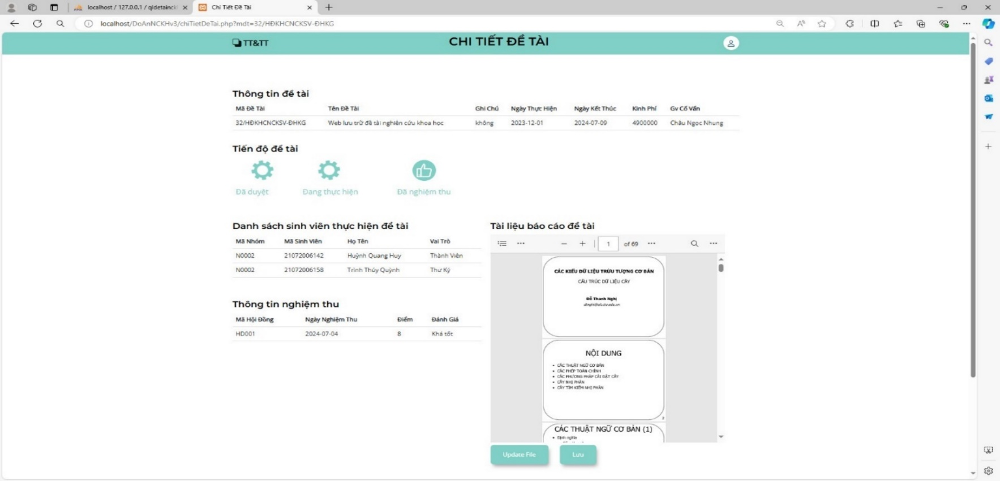 localhost / 127.0.0.1 / qldetainckh
Chi Tiết Đề Tài
localhost/DoAnNCKHv3/chiTietDeTai.php?mdt=32/HĐKHCNCKSV-ĐHKG
TT&TT
CHI TIẾT ĐỀ TÀI
Thông tin đề tài
Mã Đề Tài Tên Đề Tài Ghi Chú Ngày Thực Hiện Ngày Kết Thúc Kinh Phí Gv Cố Vấn
32/HĐKHCNCKSV-ĐHKG Web lưu trữ đề tài nghiên cứu khoa học không 2023-12-01 2024-07-09 4900000 Châu Ngọc Nhung
Tiến độ đề tài
Đã duyệt Đang thực hiện Đã nghiệm thu
Danh sách sinh viên thực hiện đề tài
Mã Nhóm Mã Sinh Viên Họ Tên Vai Trò
N0002 21072006142 Huỳnh Quang Huy Thành Viên
N0002 21072006158 Trình Thúy Quỳnh Thư Ký
Thông tin nghiệm thu
Mã Hội Đồng Ngày Nghiệm Thu Điểm Đánh Giá
HD001 2024-07-04 8 Khá tốt
Tài liệu báo cáo đề tài
1 of 69
CÁC KIỂU DỮ LIỆU TRỪU TƯỢNG CƠ BẢN
CẤU TRÚC DỮ LIỆU CÂY
Đỗ Thanh Nghị
NỘI DUNG
• CÁC THUẬT NGỮ CƠ BẢN
• CÁC PHÉP TOÁN CHÍNH
• CÁC PHƯƠNG PHÁP CÀI ĐẶT CÂY
• CÂY NHỊ PHÂN
• CÂY TÌM KIẾM NHỊ PHÂN
2
CÁC THUẬT NGỮ CƠ BẢN (1)
• Định nghĩa
Update File Lưu